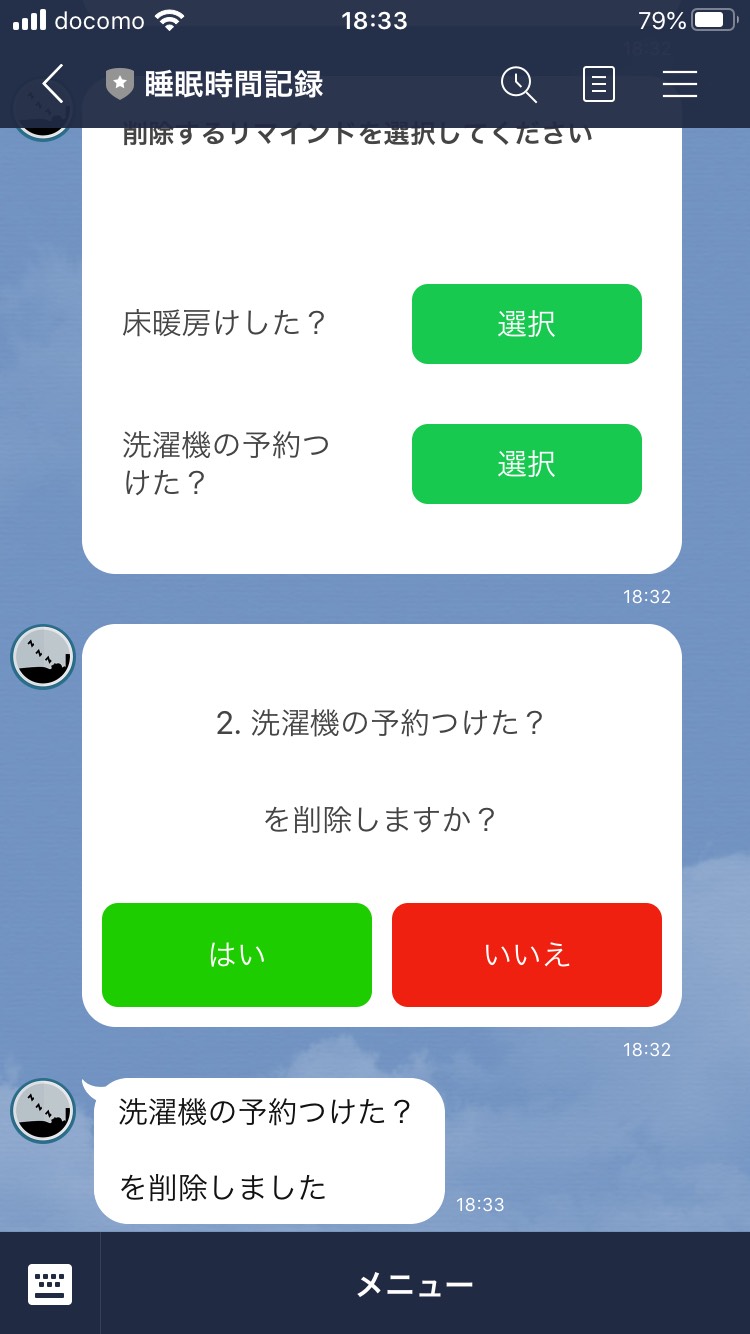 docomo 18:33 79%
睡眠時間記録
削除するリマインドを選択してください
床暖房けした？
選択
洗濯機の予約つ
けた？
選択
18:32
2. 洗濯機の予約つけた？
を削除しますか？
はい
いいえ
18:32
洗濯機の予約つけた？
を削除しました
18:33
メニュー